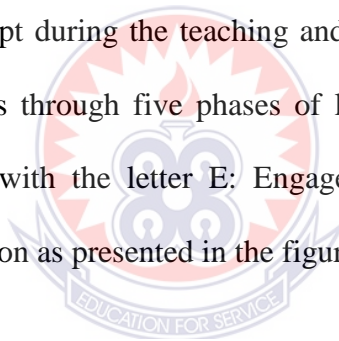 pt during the teaching and
s through five phases of
with the letter E: Engage
on as presented in the figur
EDUCATION FOR SERVICE